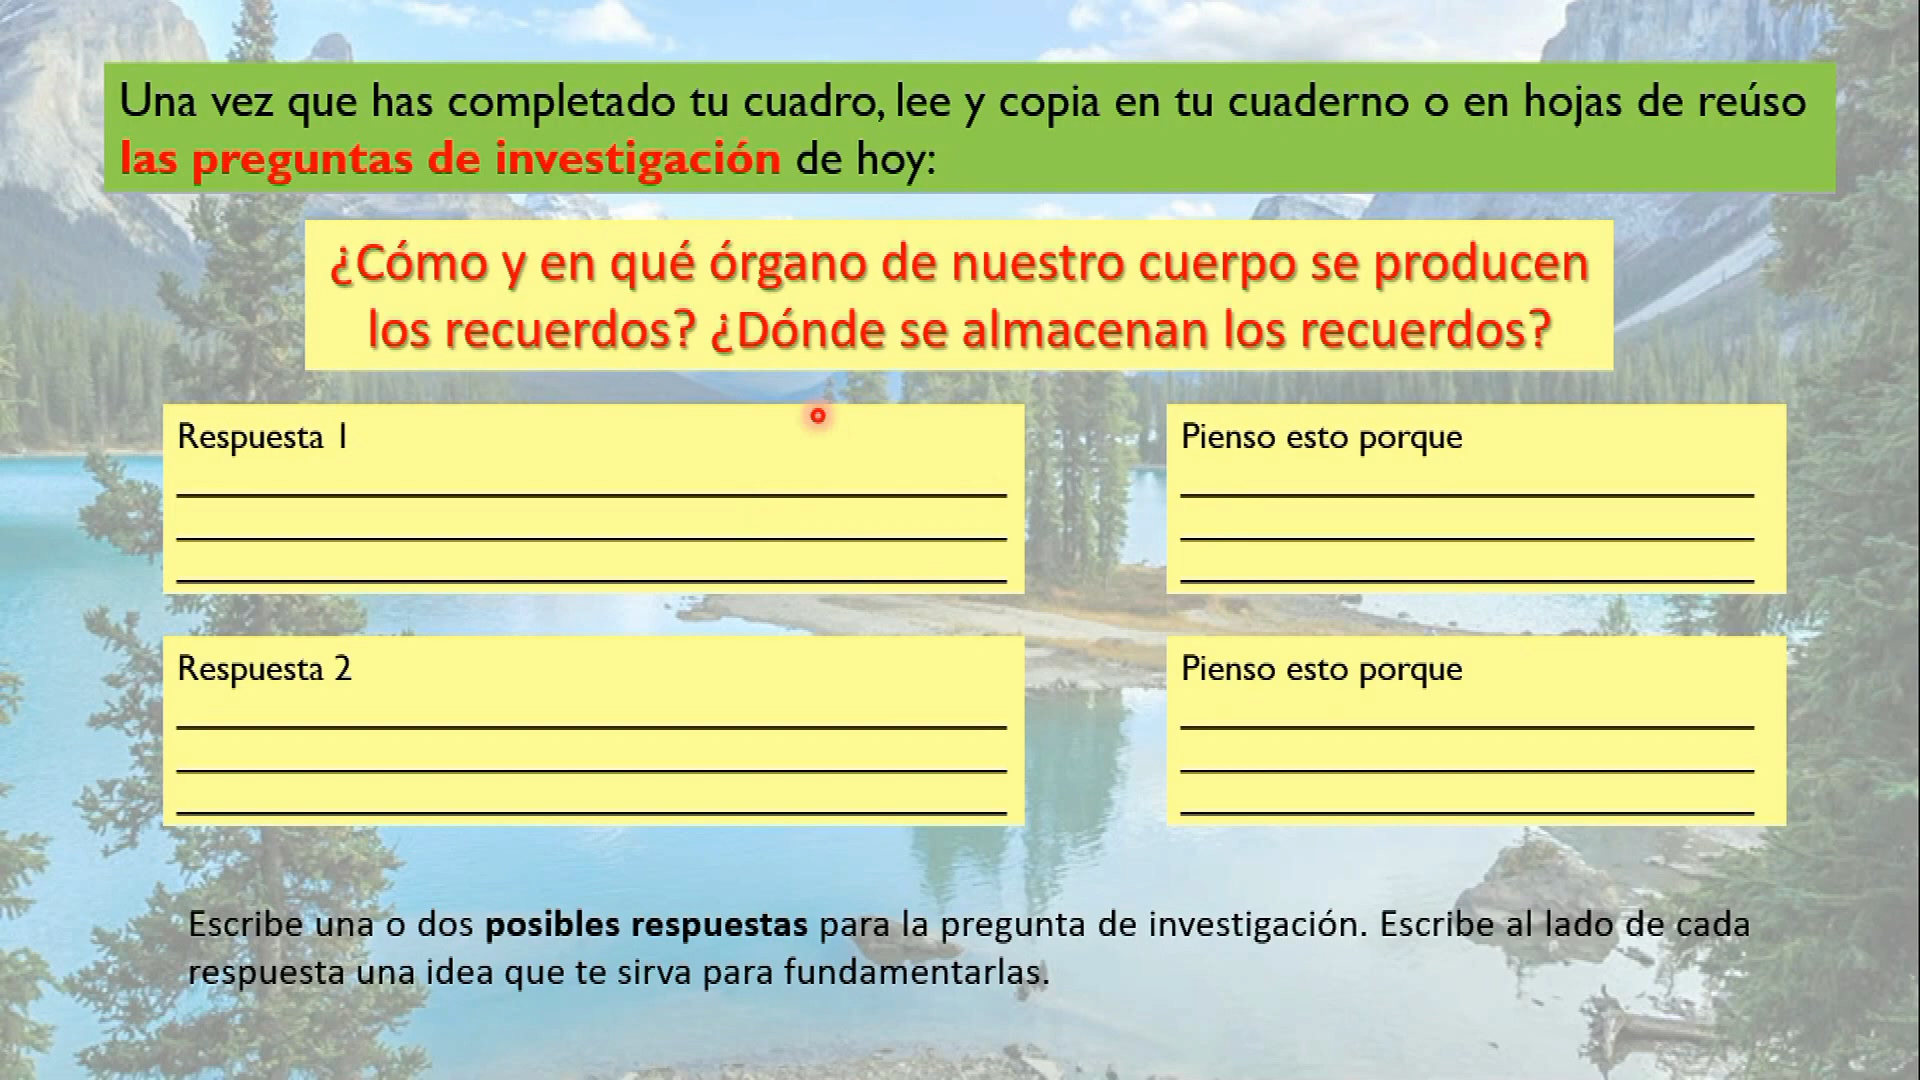 Una vez que has completado tu cuadro, lee y copia en tu cuaderno o en hojas de reúso
las preguntas de investigación de hoy:
¿Cómo y en qué órgano de nuestro cuerpo se producen
los recuerdos? ¿Dónde se almacenan los recuerdos?
Respuesta 1
Pienso esto porque
Respuesta 2
Pienso esto porque
Escribe una o dos posibles respuestas para la pregunta de investigación. Escribe al lado de cada
respuesta una idea que te sirva para fundamentarlas.